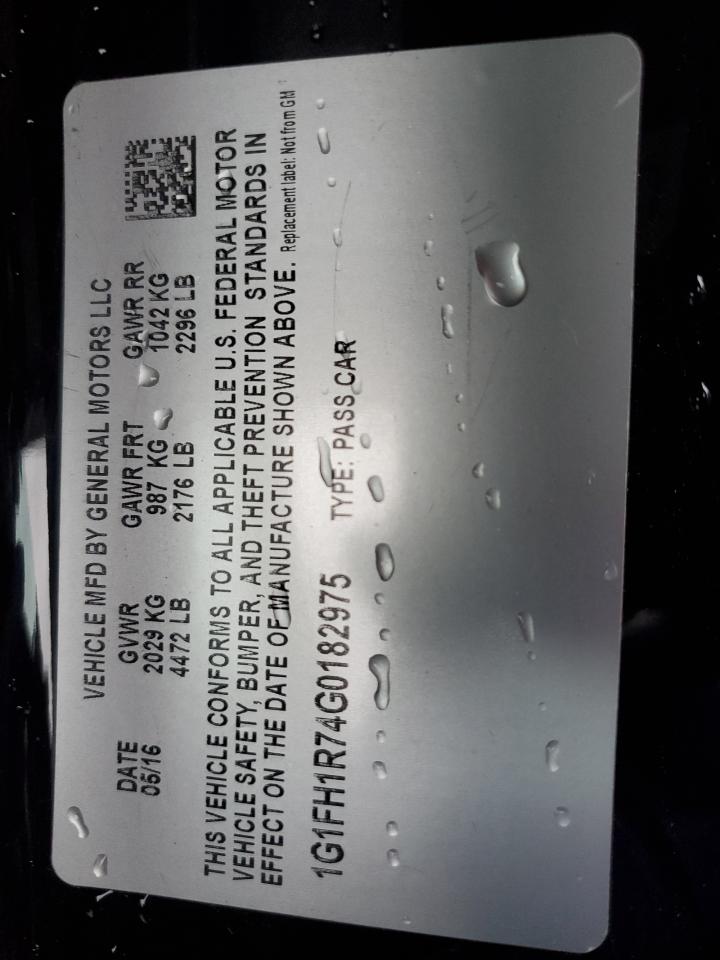 VEHICLE MFD BY GENERAL MOTORS LLC
DATE GVWR GAWR FRT GAWR RR
05/16 2029 KG 987 KG 1042 KG
4472 LB 2176 LB 2296 LB
THIS VEHICLE CONFORMS TO ALL APPLICABLE U.S. FEDERAL MOTOR
VEHICLE SAFETY, BUMPER, AND THEFT PREVENTION STANDARDS IN
EFFECT ON THE DATE OF MANUFACTURE SHOWN ABOVE. Replacement label: Not from GM
1G1FH1R74G0182975 TYPE: PASS CAR